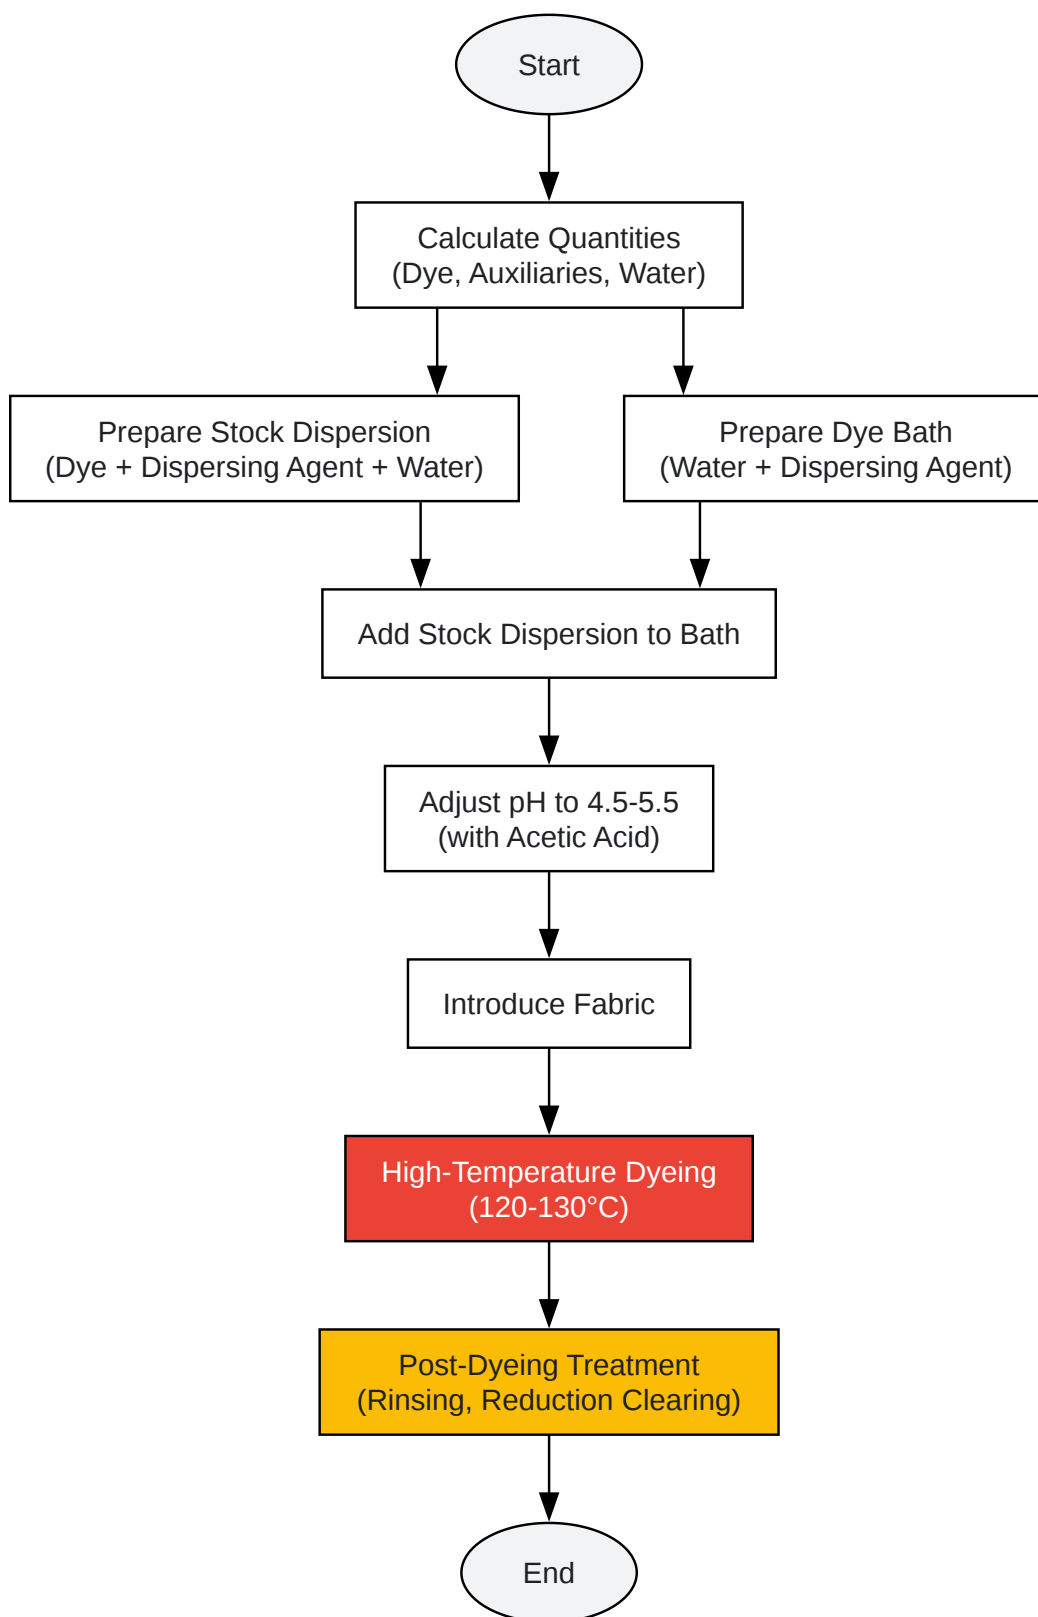 Start
Calculate Quantities
(Dye, Auxiliaries, Water)
Prepare Stock Dispersion
(Dye + Dispersing Agent + Water)
Prepare Dye Bath
(Water + Dispersing Agent)
Add Stock Dispersion to Bath
Adjust pH to 4.5-5.5
(with Acetic Acid)
Introduce Fabric
High-Temperature Dyeing
(120-130°C)
Post-Dyeing Treatment
(Rinsing, Reduction Clearing)
End